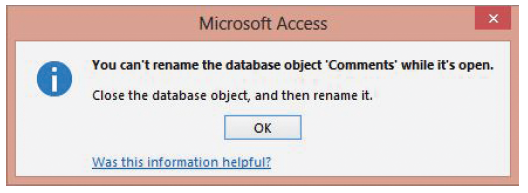 Microsoft Access
You can't rename the database object 'Comments' while it's open.
Close the database object, and then rename it.
OK
Was this information helpful?